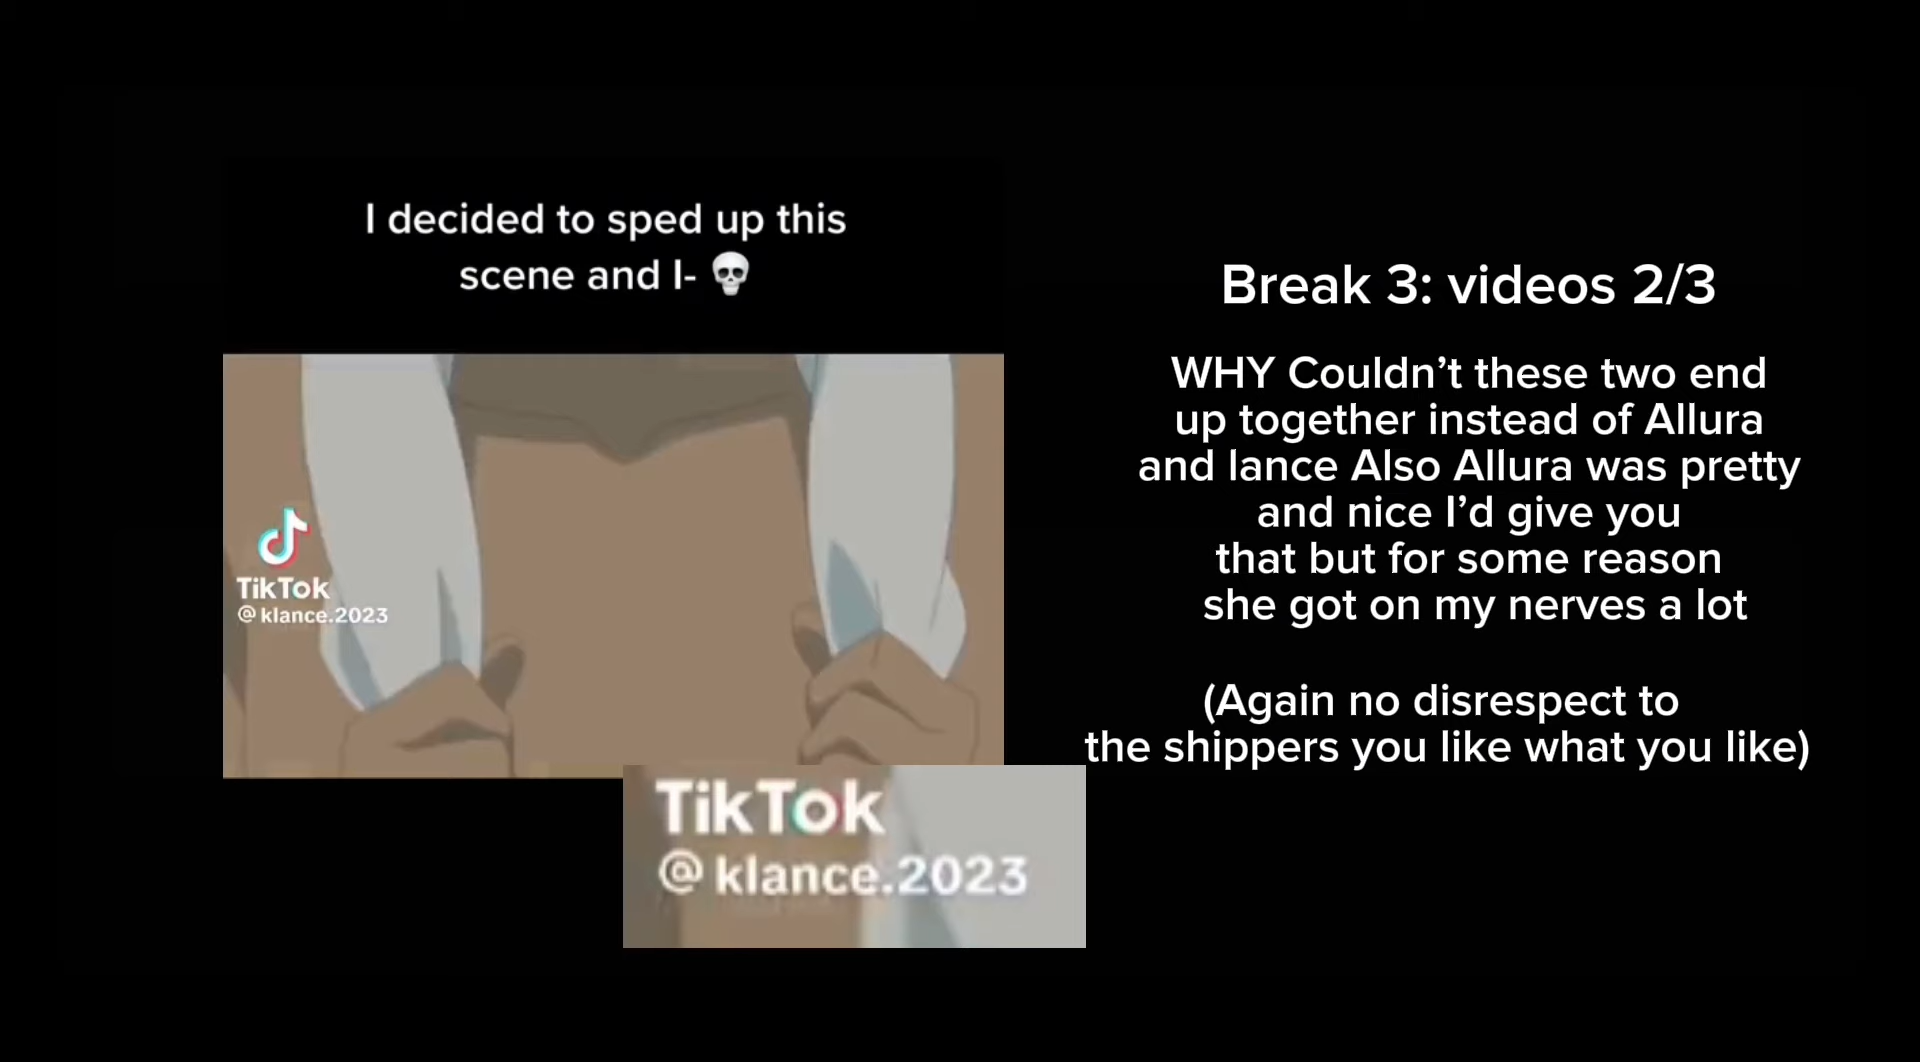 I decided to sped up this
scene and I- 💀
TikTok
@klance.2023
TikTok
@klance.2023
Break 3: videos 2/3
WHY Couldn't these two end
up together instead of Allura
and lance Also Allura was pretty
and nice I'd give you
that but for some reason
she got on my nerves a lot
(Again no disrespect to
the shippers you like what you like)